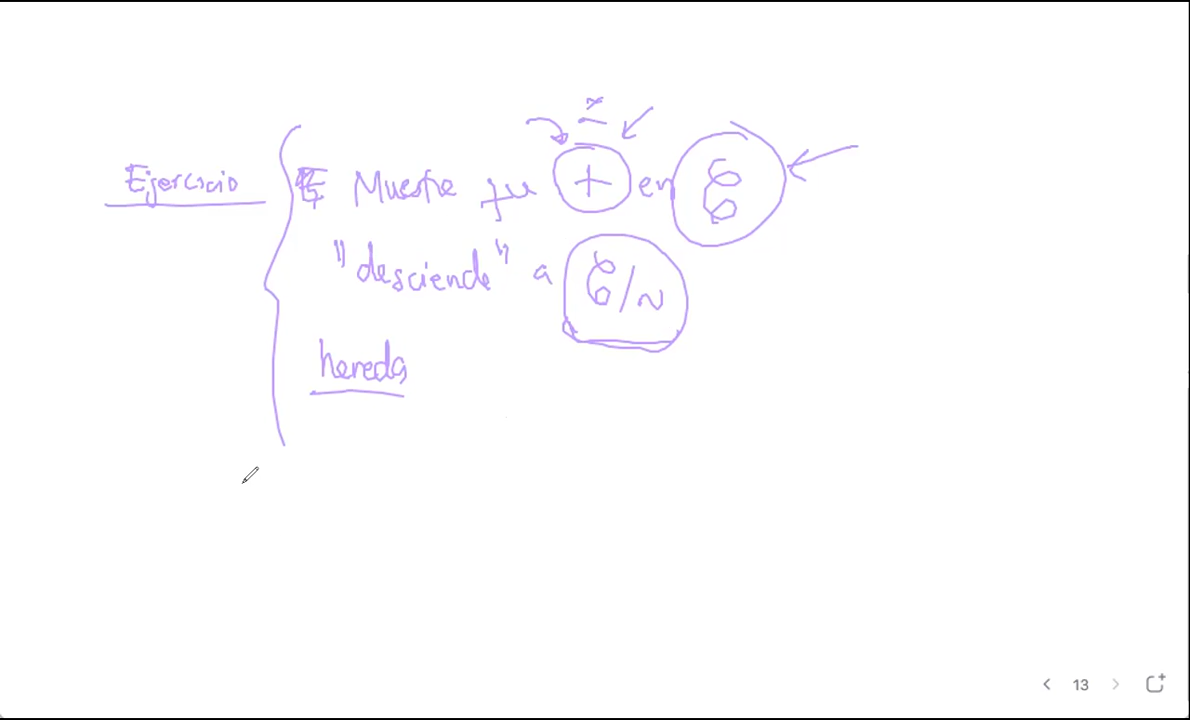 Ejercicio Muestre que + en 𝒞
"desciende" a 𝒞/~
hereda
13